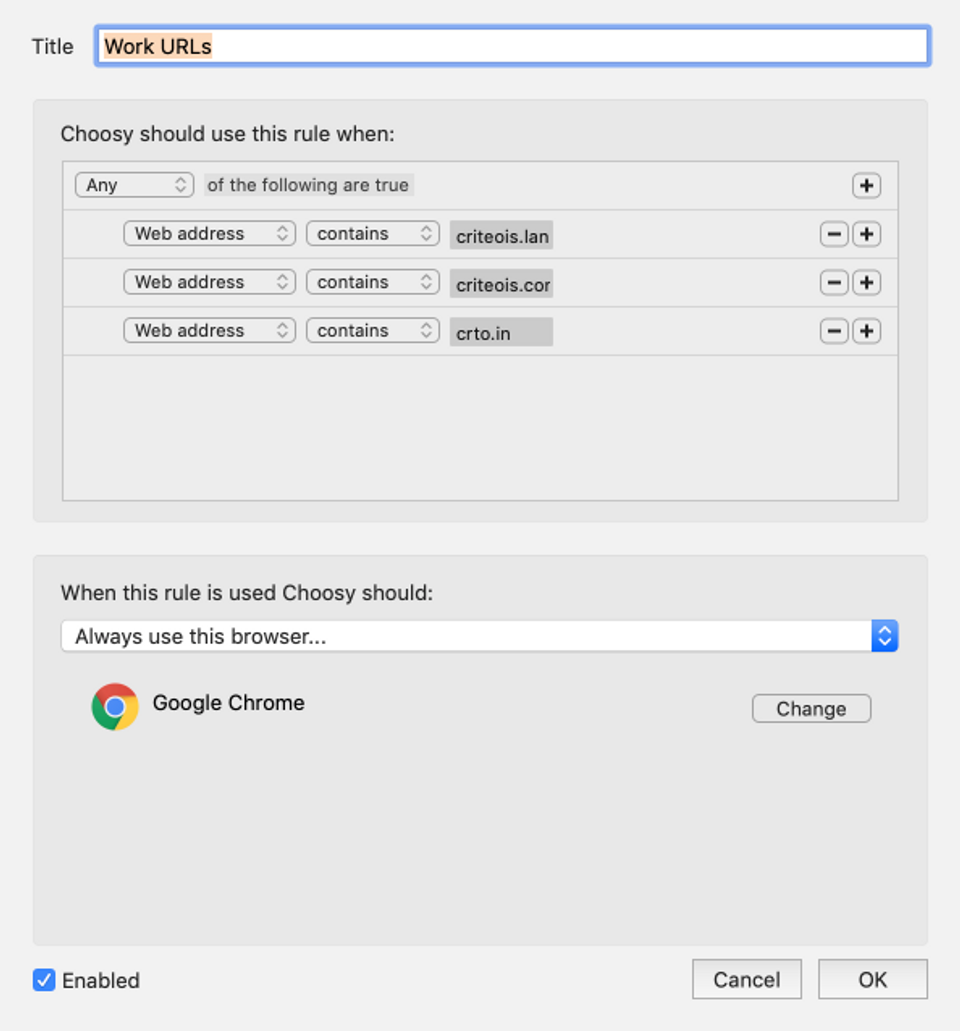 Title Work URLs
Choosy should use this rule when:
Any of the following are true +
Web address contains criteois.lan − +
Web address contains criteois.cor − +
Web address contains crto.in − +
When this rule is used Choosy should:
Always use this browser...
Google Chrome Change
Enabled Cancel OK